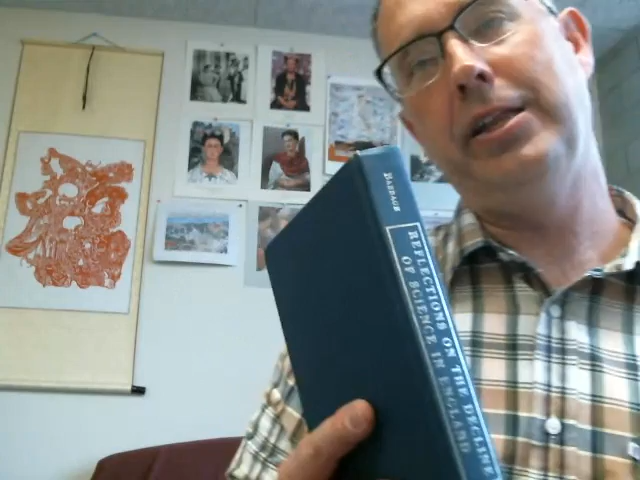 BABBAGE
REFLECTIONS ON THE DECLINE
OF SCIENCE IN ENGLAND